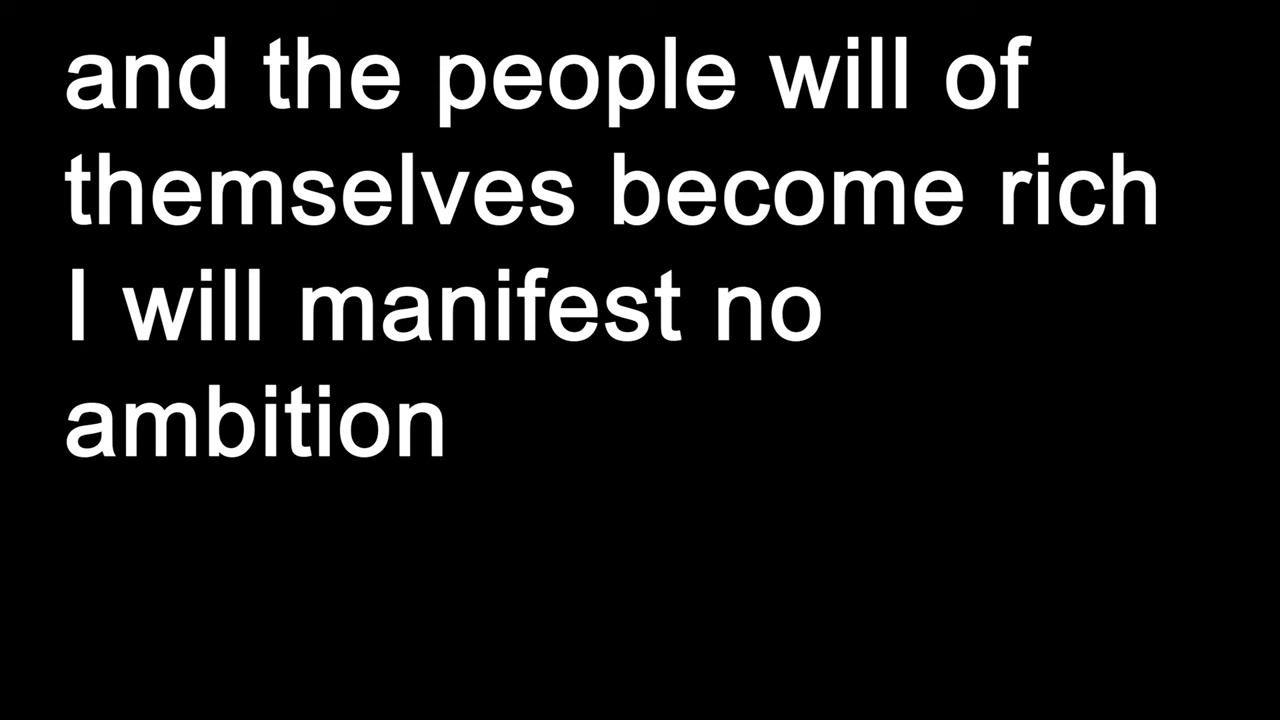 and the people will of
themselves become rich
I will manifest no
ambition